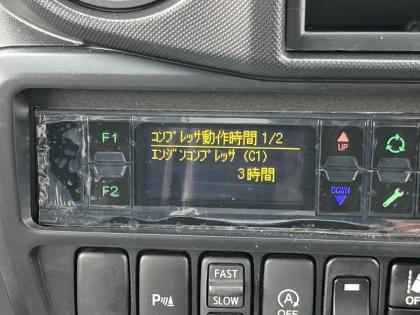 F1
F2
ｺﾝﾌﾟﾚｯｻ動作時間 1/2
ｴﾝｼﾞﾝｺﾝﾌﾟﾚｯｻ (C1)
3時間
UP
DOWN
P
FAST
SLOW
A
OFF
OFF